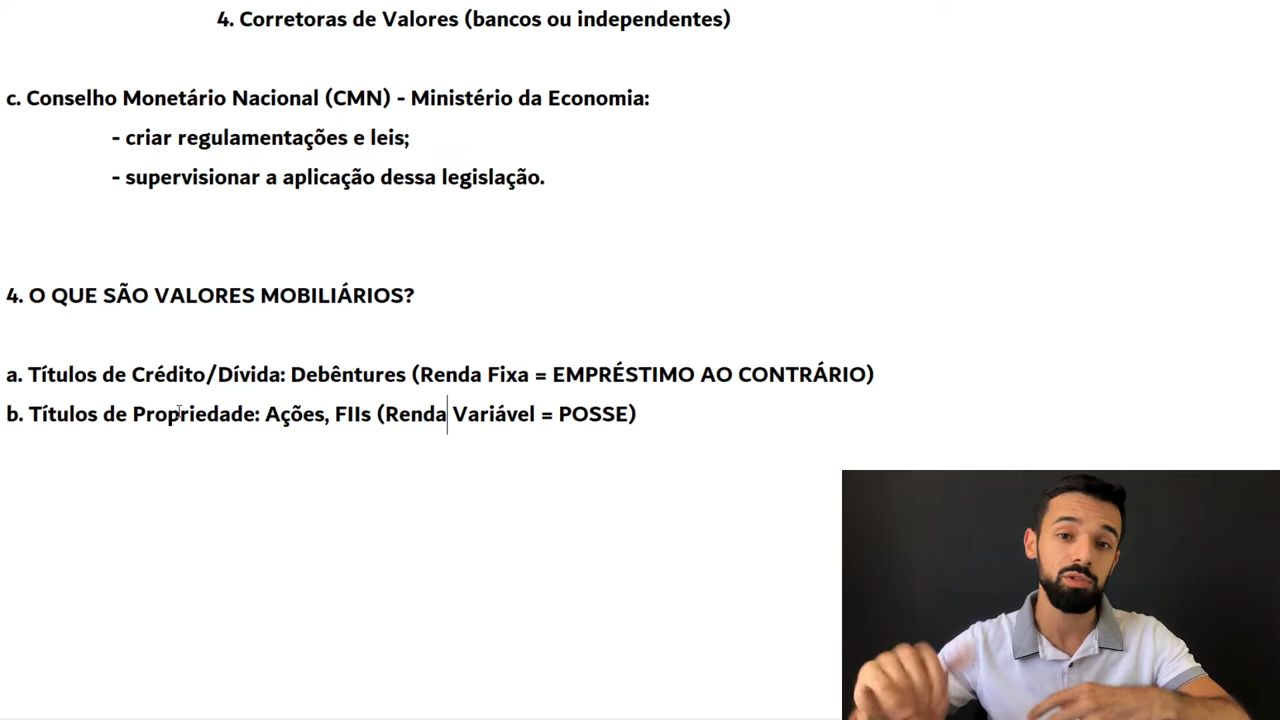 4. Corretoras de Valores (bancos ou independentes)
c. Conselho Monetário Nacional (CMN) - Ministério da Economia:
- criar regulamentações e leis;
- supervisionar a aplicação dessa legislação.
4. O QUE SÃO VALORES MOBILIÁRIOS?
a. Títulos de Crédito/Dívida: Debêntures (Renda Fixa = EMPRÉSTIMO AO CONTRÁRIO)
b. Títulos de Propriedade: Ações, FIIs (Renda Variável = POSSE)